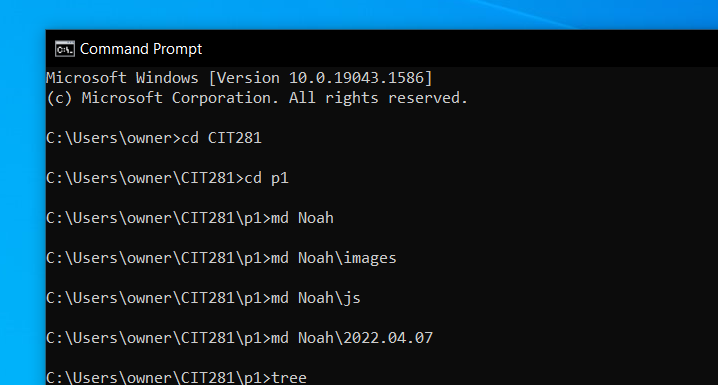 C:\. Command Prompt
Microsoft Windows [Version 10.0.19043.1586]
(c) Microsoft Corporation. All rights reserved.
C:\Users\owner>cd CIT281
C:\Users\owner\CIT281>cd p1
C:\Users\owner\CIT281\p1>md Noah
C:\Users\owner\CIT281\p1>md Noah\images
C:\Users\owner\CIT281\p1>md Noah\js
C:\Users\owner\CIT281\p1>md Noah\2022.04.07
C:\Users\owner\CIT281\p1>tree